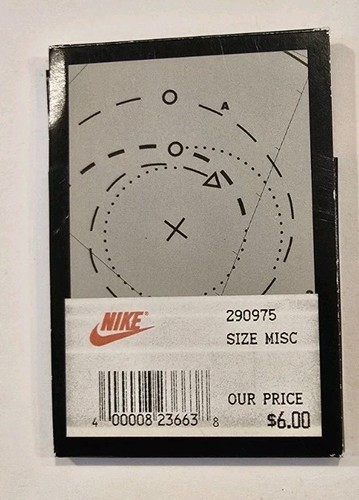 A
NIKE
290975
SIZE MISC
OUR PRICE
$6.00
4 00008 23663 8